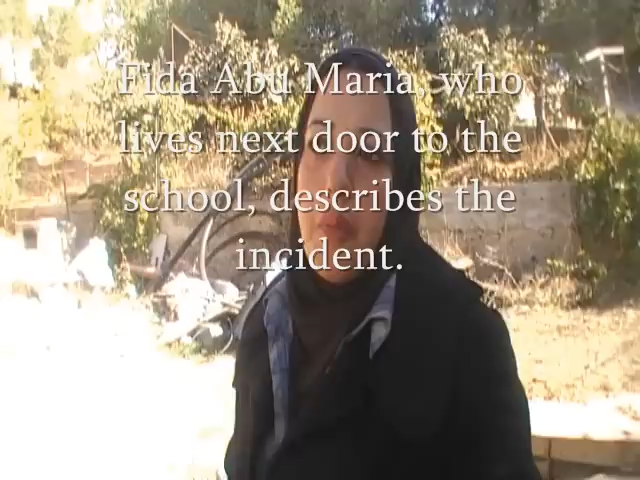 Fida Abu Maria, who
lives next door to the
school, describes the
incident.